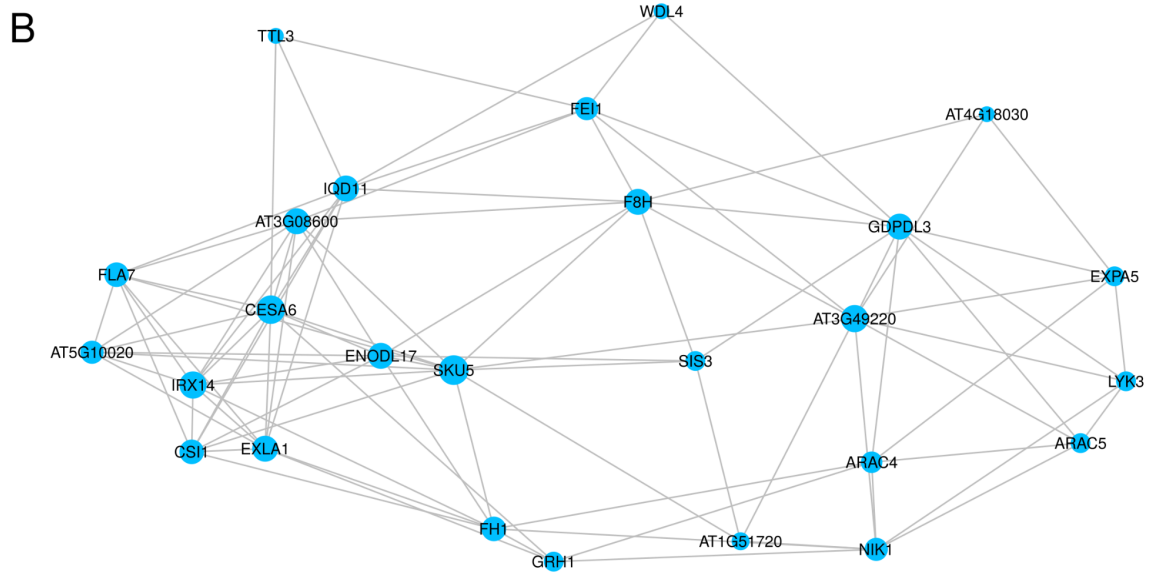 B
WDL4
TTL3
FEI1
AT4G18030
IQD11
F8H
AT3G08600
GDPDL3
FLA7
EXPA5
CESA6
AT3G49220
AT5G10020
ENODL17
SIS3
SKU5
IRX14
LYK3
ARAC5
CSI1
EXLA1
ARAC4
FH1
AT1G51720
NIK1
GRH1